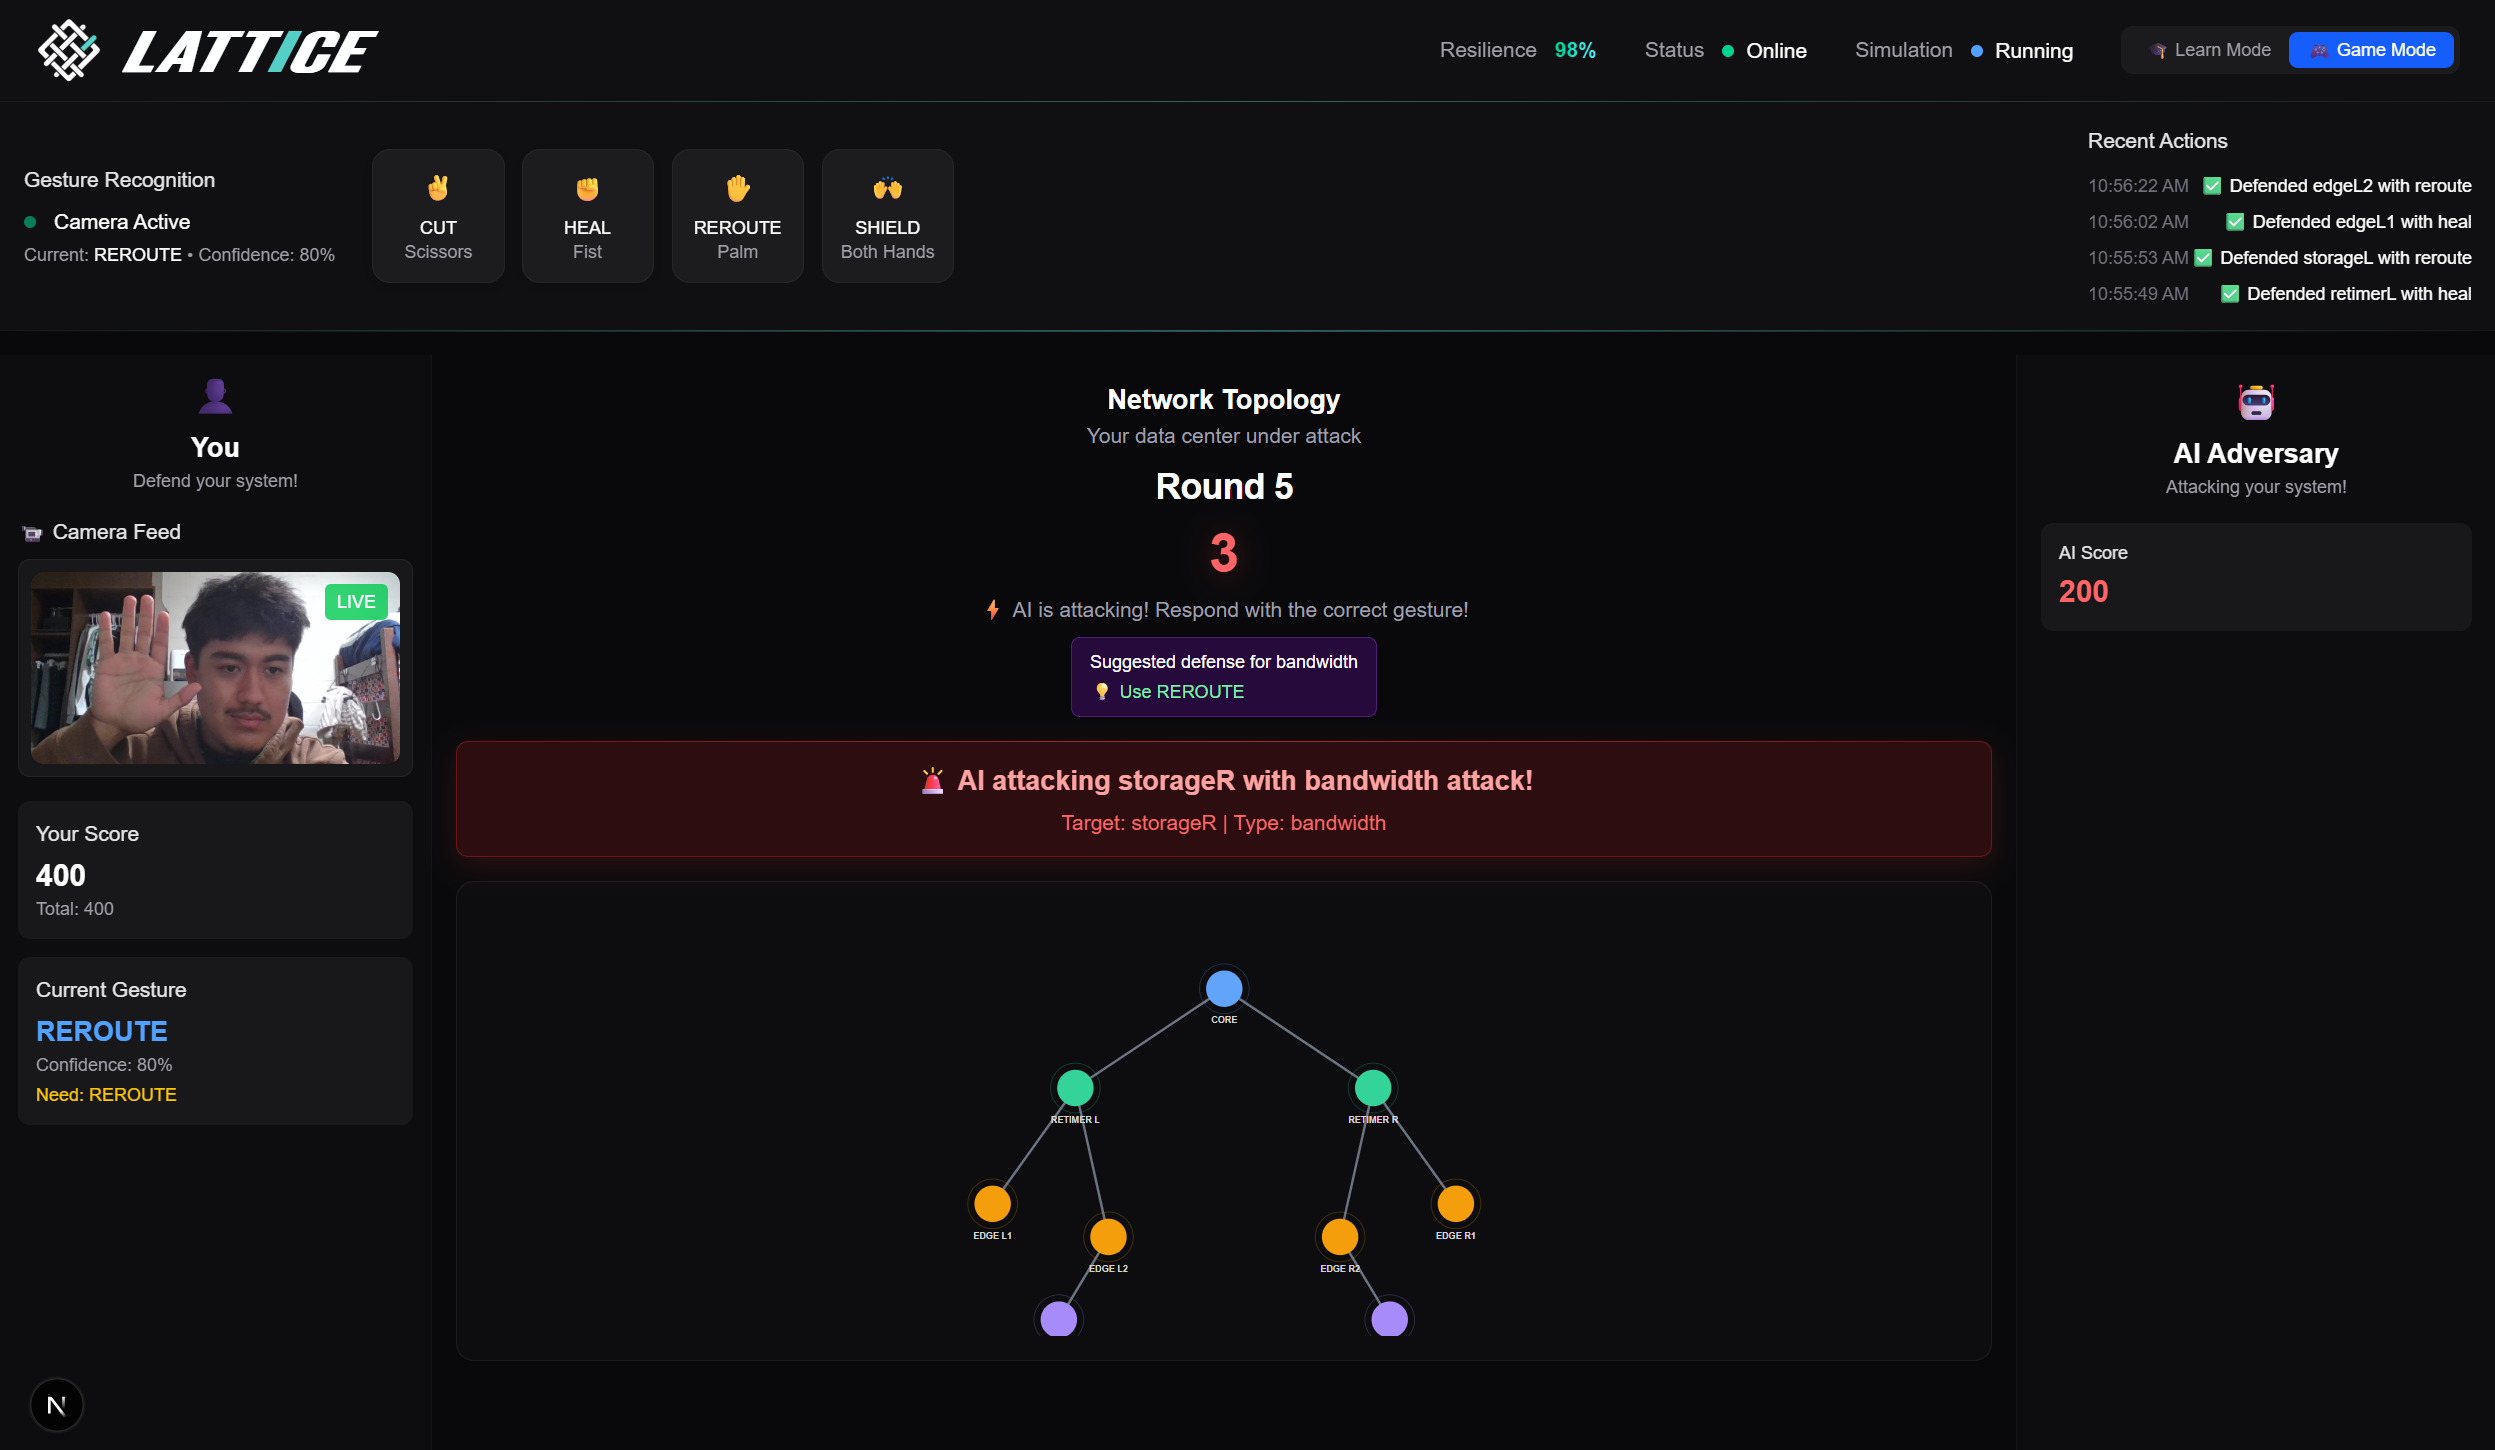 LATTICE
Resilience 98% Status Online Simulation Running Learn Mode Game Mode
Gesture Recognition
Camera Active
Current: REROUTE • Confidence: 80%
CUT
Scissors
HEAL
Fist
REROUTE
Palm
SHIELD
Both Hands
Recent Actions
10:56:22 AM ✅ Defended edgeL2 with reroute
10:56:02 AM ✅ Defended edgeL1 with heal
10:55:53 AM ✅ Defended storageL with reroute
10:55:49 AM ✅ Defended retimerL with heal
You
Defend your system!
Camera Feed
LIVE
Your Score
400
Total: 400
Current Gesture
REROUTE
Confidence: 80%
Need: REROUTE
Network Topology
Your data center under attack
Round 5
3
AI is attacking! Respond with the correct gesture!
Suggested defense for bandwidth
Use REROUTE
AI attacking storageR with bandwidth attack!
Target: storageR | Type: bandwidth
CORE
RETIMER L
RETIMER R
EDGE L1
EDGE R1
EDGE L2
EDGE R2
AI Adversary
Attacking your system!
AI Score
200
N